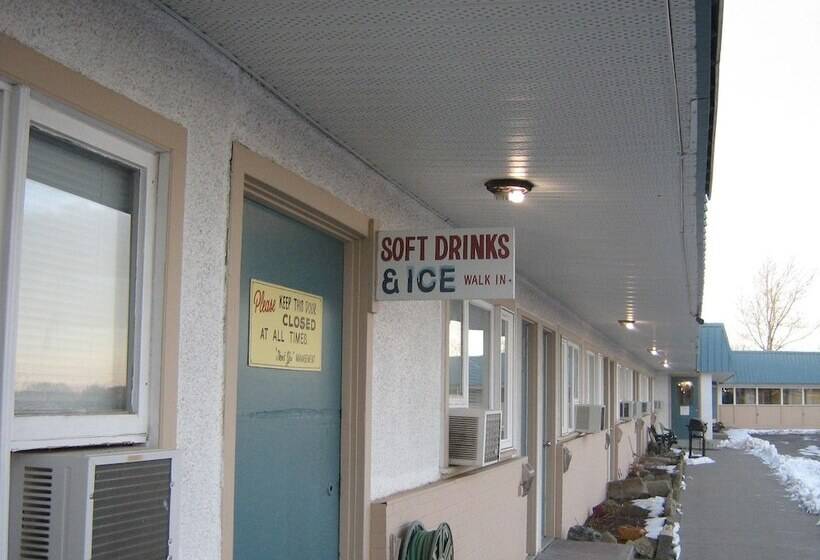 SOFT DRINKS
& ICE WALK IN
Please KEEP THIS DOOR
CLOSED
AT ALL TIMES
MANAGEMENT